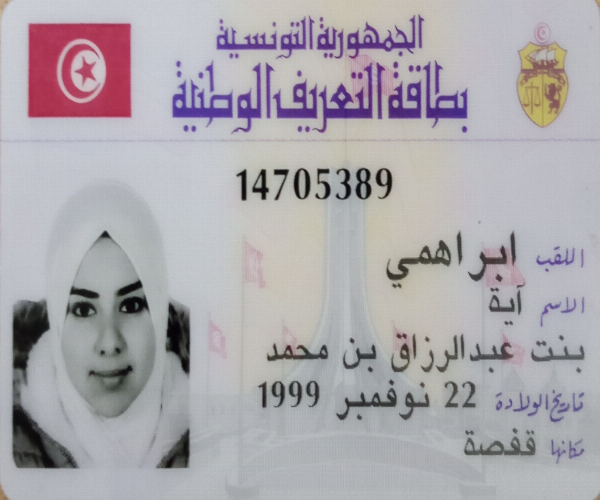 الجمهورية التونسية
بطاقة التعريف الوطنية
14705389
اللقب ابراهمي
الاسم آية
بنت عبدالرزاق بن محمد
تاريخ الولادة 22 نوفمبر 1999
مكانها قفصة